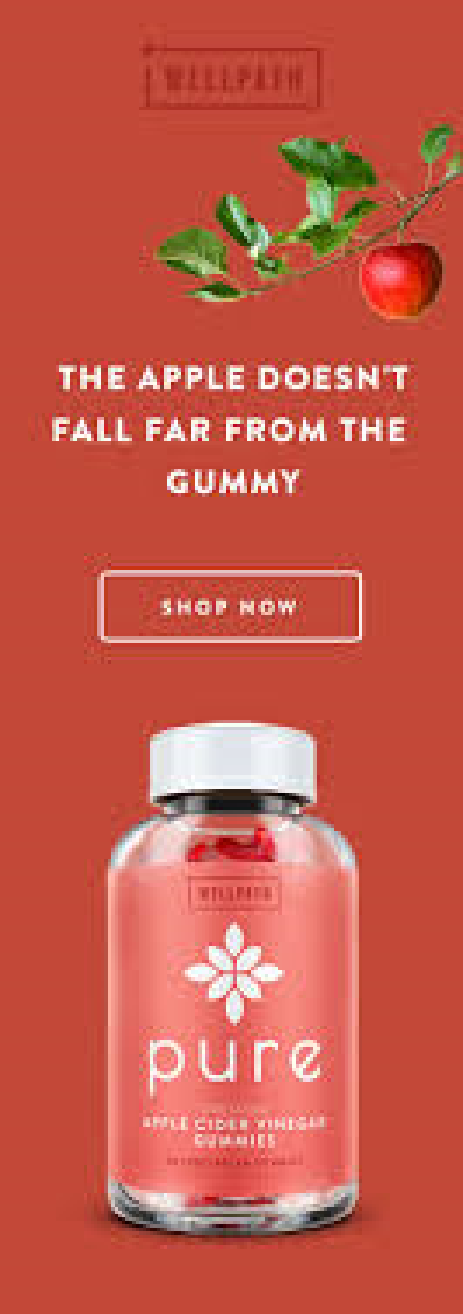 WELLPATH
THE APPLE DOESN'T
FALL FAR FROM THE
GUMMY
SHOP NOW
WELLPATH
pure
APPLE CIDER VINEGAR
GUMMIES